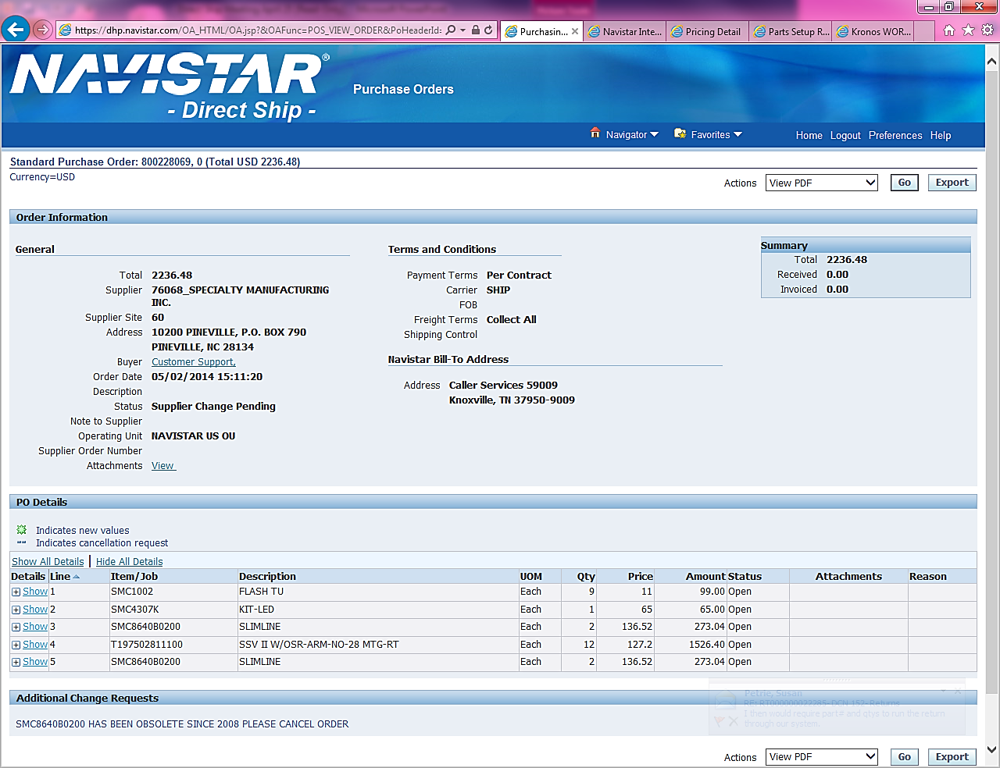 https://dhp.navistar.com/OA_HTML/OA.jsp?&OAFunc=POS_VIEW_ORDER&PoHeaderId=
Purchasin... Navistar Inte... Pricing Detail Parts Setup R... Kronos WOR...
NAVISTAR®
- Direct Ship -
Purchase Orders
Navigator Favorites Home Logout Preferences Help
Standard Purchase Order: 800228069, 0 (Total USD 2236.48)
Currency=USD
Actions View PDF Go Export
Order Information
General
Total 2236.48
Supplier 76068_SPECIALTY MANUFACTURING
INC.
Supplier Site 60
Address 10200 PINEVILLE, P.O. BOX 790
PINEVILLE, NC 28134
Buyer Customer Support,
Order Date 05/02/2014 15:11:20
Description
Status Supplier Change Pending
Note to Supplier
Operating Unit NAVISTAR US OU
Supplier Order Number
Attachments View
Terms and Conditions
Payment Terms Per Contract
Carrier SHIP
FOB
Freight Terms Collect All
Shipping Control
Navistar Bill-To Address
Address Caller Services 59009
Knoxville, TN 37950-9009
Summary
Total 2236.48
Received 0.00
Invoiced 0.00
PO Details
Indicates new values
Indicates cancellation request
Show All Details | Hide All Details
Details Line Item/Job Description UOM Qty Price Amount Status Attachments Reason
Show 1 SMC1002 FLASH TU Each 9 11 99.00 Open
Show 2 SMC4307K KIT-LED Each 1 65 65.00 Open
Show 3 SMC8640B0200 SLIMLINE Each 2 136.52 273.04 Open
Show 4 T197502811100 SSV II W/OSR-ARM-NO-28 MTG-RT Each 12 127.2 1526.40 Open
Show 5 SMC8640B0200 SLIMLINE Each 2 136.52 273.04 Open
Additional Change Requests
SMC8640B0200 HAS BEEN OBSOLETE SINCE 2008 PLEASE CANCEL ORDER
Petrie, Susan
RE: RT000000022285- DCN 152- Returns
I then would require part# and qtys to run the return
through our system.
Actions View PDF Go Export